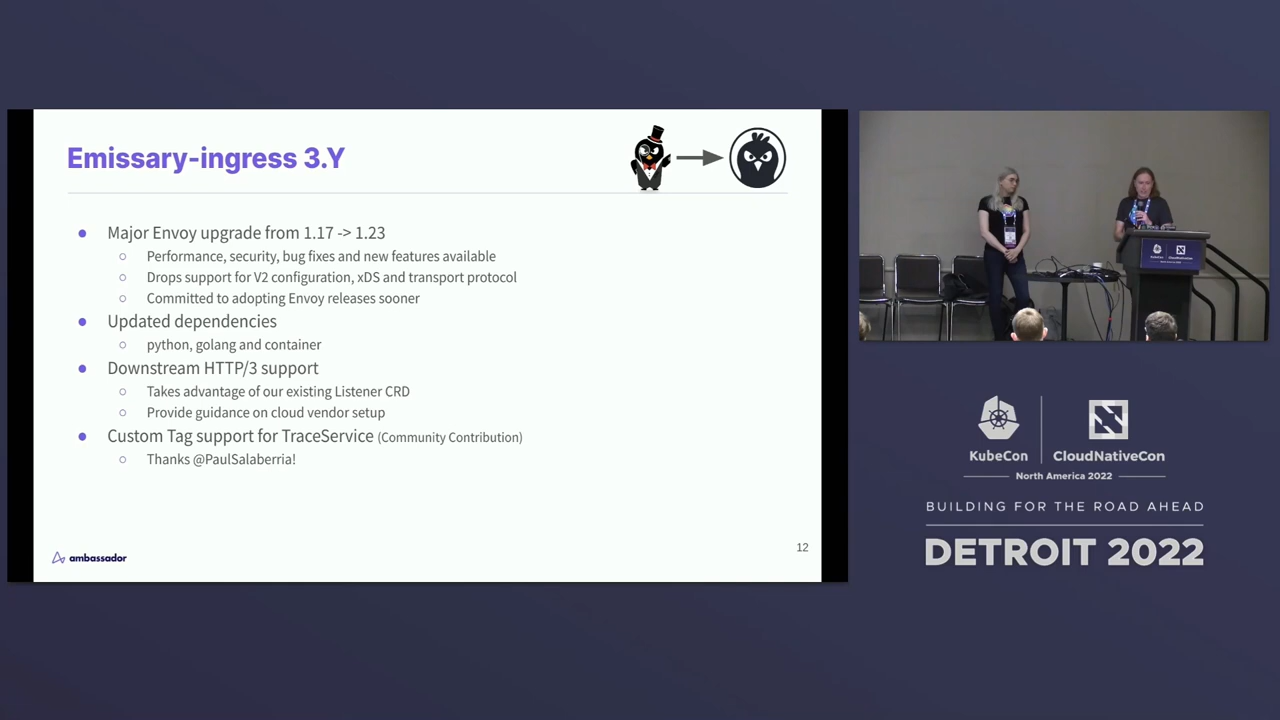 Emissary-ingress 3.Y
Major Envoy upgrade from 1.17 -> 1.23
Performance, security, bug fixes and new features available
Drops support for V2 configuration, xDS and transport protocol
Committed to adopting Envoy releases sooner
Updated dependencies
python, golang and container
Downstream HTTP/3 support
Takes advantage of our existing Listener CRD
Provide guidance on cloud vendor setup
Custom Tag support for TraceService (Community Contribution)
Thanks @PaulSalaberria!
ambassador
12
KubeCon CloudNativeCon
KubeCon CloudNativeCon
North America 2022
BUILDING FOR THE ROAD AHEAD
DETROIT 2022